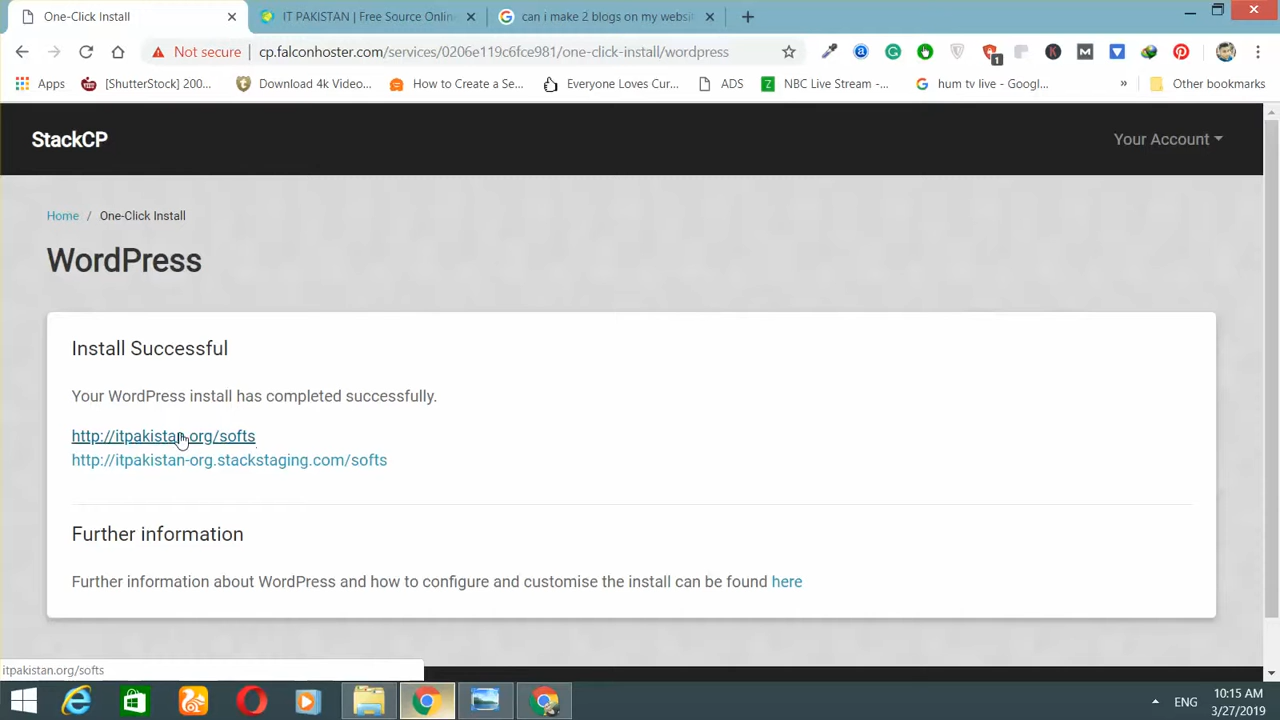 One-Click Install
IT PAKISTAN | Free Source Onlin
can i make 2 blogs on my websi
Not secure
cp.falconhoster.com/services/0206e119c6fce981/one-click-install/wordpress
1
Apps
[ShutterStock] 200...
Download 4k Video...
How to Create a Se...
Everyone Loves Cur...
ADS
NBC Live Stream -...
hum tv live - Googl...
»
Other bookmarks
StackCP
Your Account
Home / One-Click Install
WordPress
Install Successful
Your WordPress install has completed successfully.
http://itpakistan.org/softs
http://itpakistan-org.stackstaging.com/softs
Further information
Further information about WordPress and how to configure and customise the install can be found here
itpakistan.org/softs
ENG
10:15 AM
3/27/2019